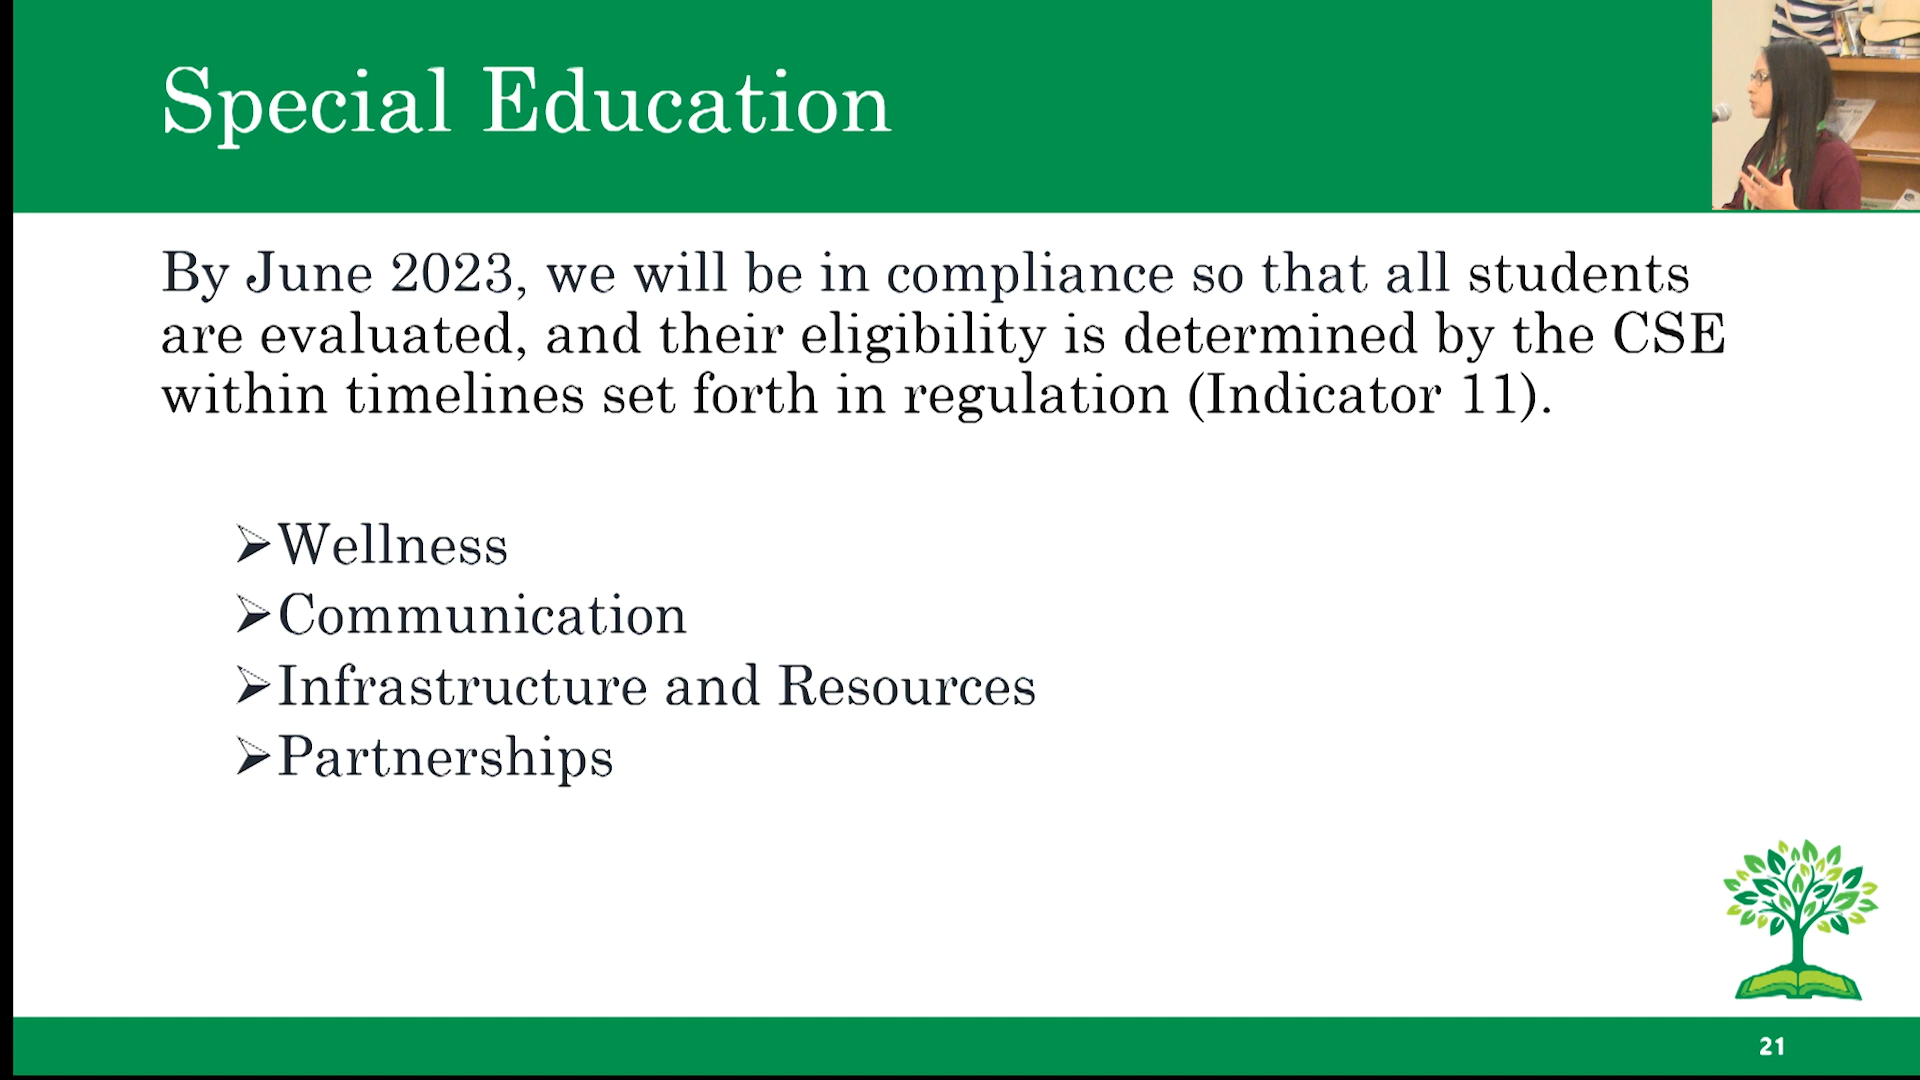 Special Education
By June 2023, we will be in compliance so that all students
are evaluated, and their eligibility is determined by the CSE
within timelines set forth in regulation (Indicator 11).
➢Wellness
➢Communication
➢Infrastructure and Resources
➢Partnerships
21